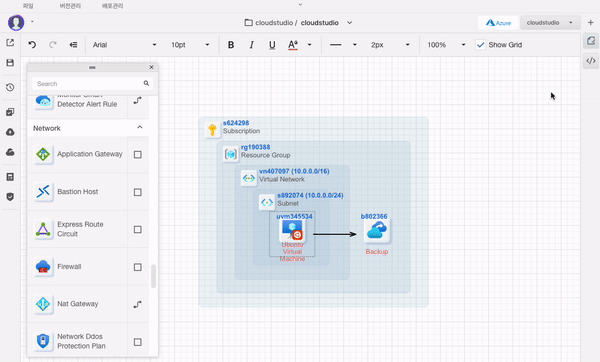 파일 버전관리 배포관리
cloudstudio / cloudstudio
Azure
cloudstudio
Arial 10pt B I U A 2px 100% Show Grid
Search
Detector Alert Rule
Network
Application Gateway
Bastion Host
Express Route
Circuit
Firewall
Nat Gateway
Network Ddos
Protection Plan
s624298
Subscription
rg190388
Resource Group
vn407097 (10.0.0.0/16)
Virtual Network
s892074 (10.0.0.0/24)
Subnet
uvm345534
Ubuntu
Virtual
Machine
b802366
Backup